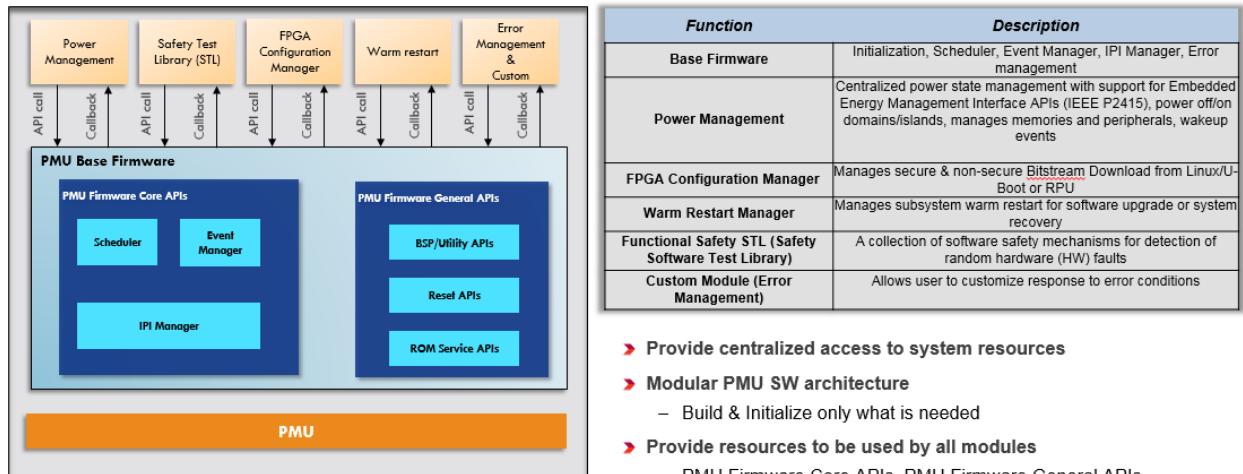 Power
Management
Safety Test
Library (STL)
FPGA
Configuration
Manager
Warm restart
Error
Management
&
Custom
API call
Callback
API call
Callback
API call
Callback
API call
Callback
API call
Callback
PMU Base Firmware
PMU Firmware Core APIs
Scheduler
Event
Manager
IPI Manager
PMU Firmware General APIs
BSP/Utility APIs
Reset APIs
ROM Service APIs
PMU
Function
Description
Base Firmware
Initialization, Scheduler, Event Manager, IPI Manager, Error
management
Power Management
Centralized power state management with support for Embedded
Energy Management Interface APIs (IEEE P2415), power off/on
domains/islands, manages memories and peripherals, wakeup
events
FPGA Configuration Manager
Manages secure & non-secure Bitstream Download from Linux/U-
Boot or RPU
Warm Restart Manager
Manages subsystem warm restart for software upgrade or system
recovery
Functional Safety STL (Safety
Software Test Library)
A collection of software safety mechanisms for detection of
random hardware (HW) faults
Custom Module (Error
Management)
Allows user to customize response to error conditions
Provide centralized access to system resources
Modular PMU SW architecture
– Build & Initialize only what is needed
Provide resources to be used by all modules
PMU Firmware Core APIs, PMU Firmware General APIs